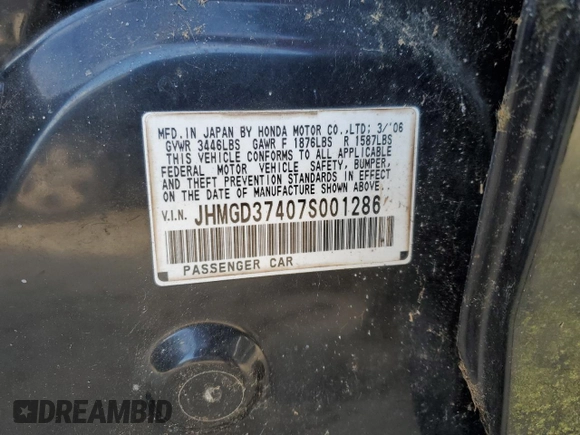 MFD. IN JAPAN BY HONDA MOTOR CO., LTD; 3/'06
GVWR 3446LBS GAWR F 1876LBS R 1587LBS
THIS VEHICLE CONFORMS TO ALL APPLICABLE
FEDERAL MOTOR VEHICLE SAFETY, BUMPER,
AND THEFT PREVENTION STANDARDS IN EFFECT
ON THE DATE OF MANUFACTURE SHOWN ABOVE.
V.I.N. JHMGD37407S001286
PASSENGER CAR
DREAMBID